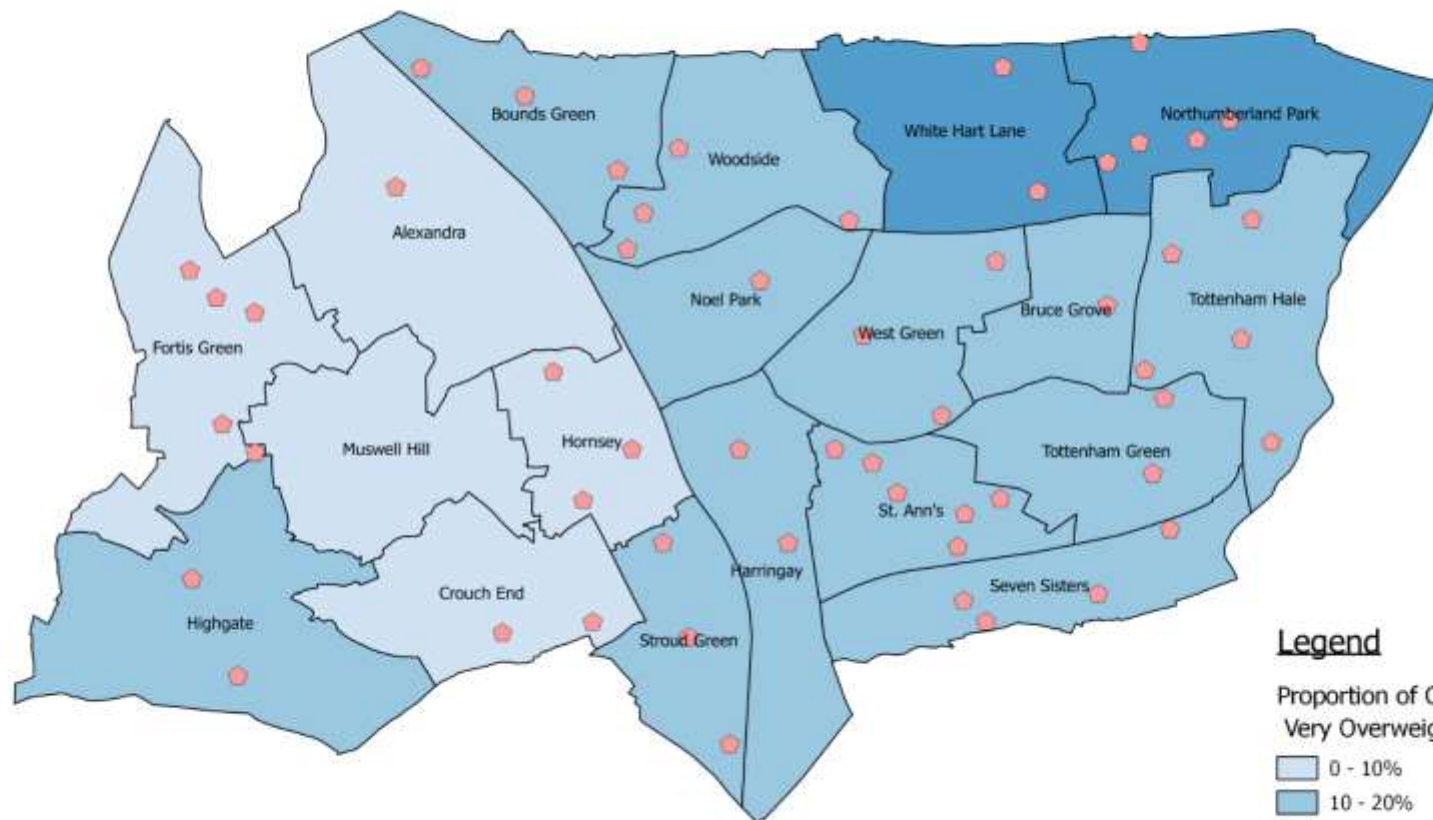 Bounds Green
Woodside
White Hart Lane
Northumberland Park
Alexandra
Noel Park
West Green
Bruce Grove
Tottenham Hale
Fortis Green
Muswell Hill
Hornsey
Tottenham Green
St. Ann's
Harringay
Seven Sisters
Crouch End
Highgate
Stroud Green
Legend
Proportion of
Very
0 - 10%
10 - 20%